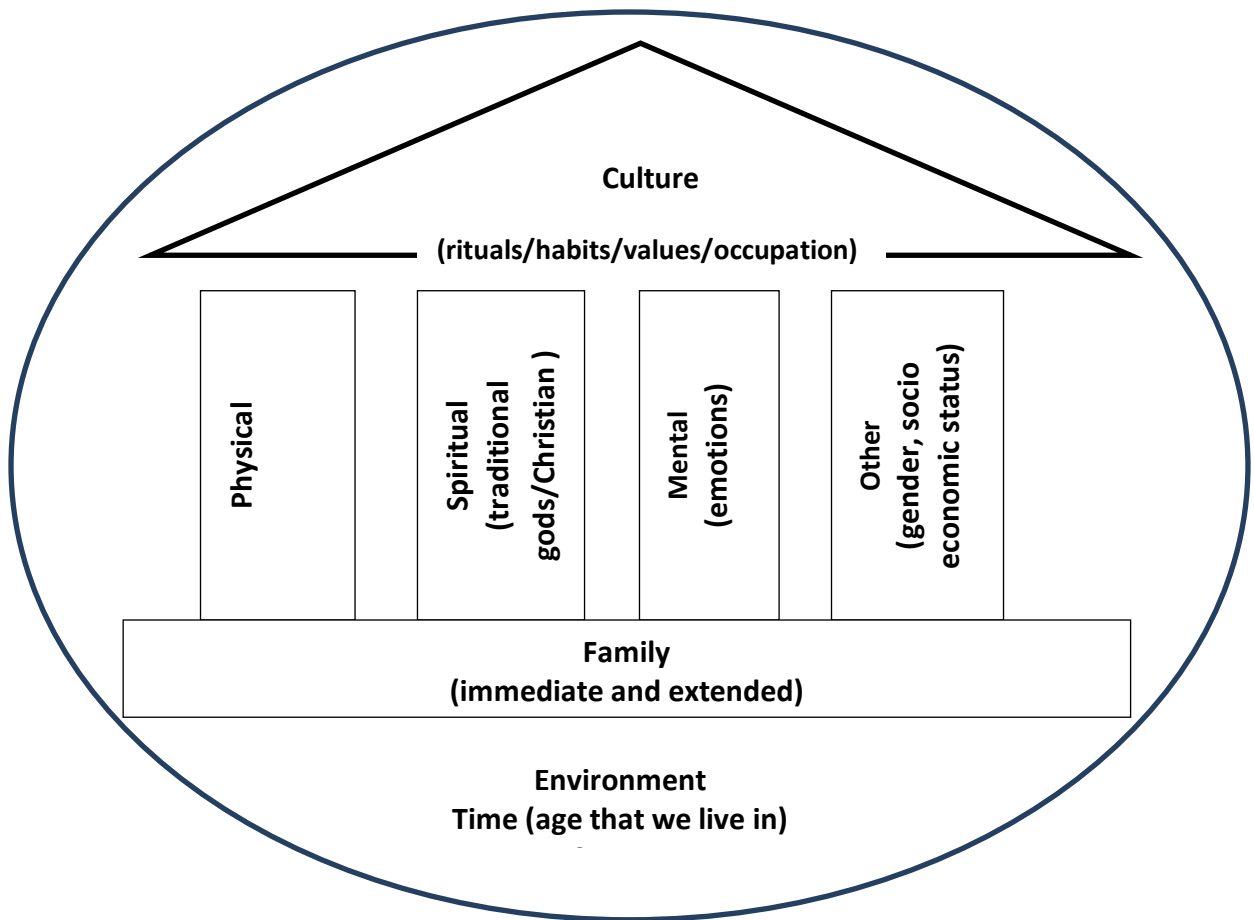 Culture
(rituals/habits/values/occupation)
Physical
Spiritual
(traditional
gods/Christian )
Mental
(emotions)
Other
(gender, socio
economic status)
Family
(immediate and extended)
Environment
Time (age that we live in)